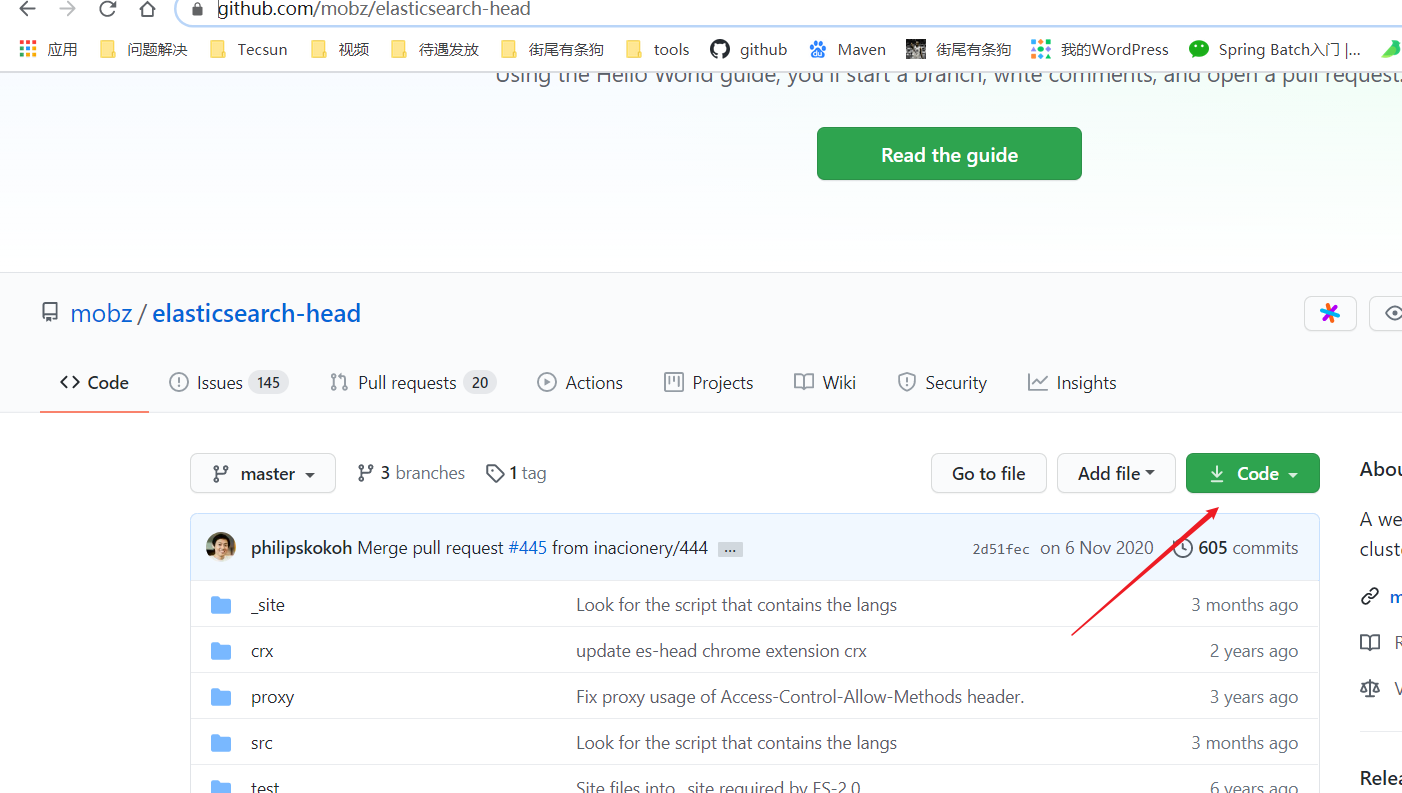 github.com/mobz/elasticsearch-head
应用 问题解决 Tecsun 视频 待遇发放 街尾有条狗 tools github Maven 街尾有条狗 我的WordPress Spring Batch入门 |...
Using the Hello World guide, you'll start a branch, write comments, and open a pull request.
Read the guide
mobz / elasticsearch-head
Code Issues 145 Pull requests 20 Actions Projects Wiki Security Insights
master 3 branches 1 tag Go to file Add file Code
philipskokoh Merge pull request #445 from inacionery/444 ... 2d51fec on 6 Nov 2020 605 commits
_site Look for the script that contains the langs 3 months ago
crx update es-head chrome extension crx 2 years ago
proxy Fix proxy usage of Access-Control-Allow-Methods header. 3 years ago
src Look for the script that contains the langs 3 months ago
test Site files into _site required by ES-2.0 6 years ago
Abou
A we
cluste
m
R
V
Relea